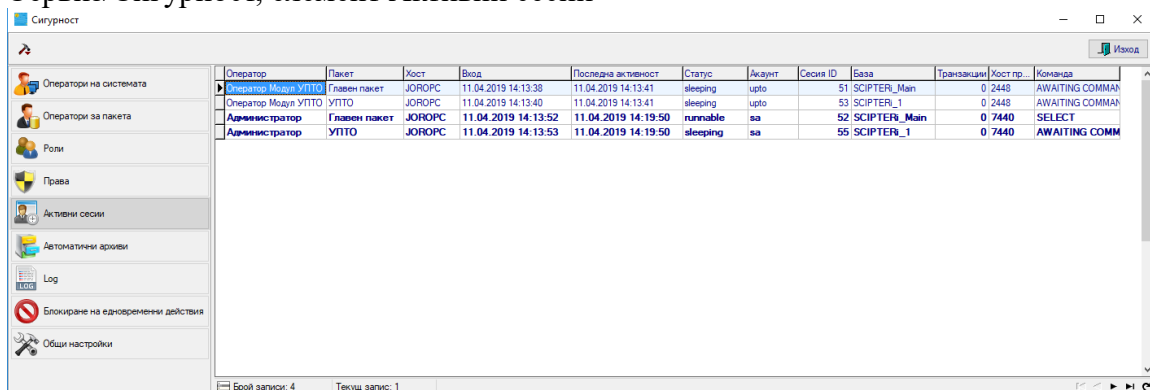 Сигурност
Изход
Оператори на системата
Оператори за пакета
Роли
Права
Активни сесии
Автоматични архиви
LOG Log
Блокиране на едновременни действия
Общи настройки
Оператор Пакет Хост Вход Последна активност Статус Акаунт Сесия ID База Транзакции Хост пр... Команда
Оператор Модул УПТО Главен пакет JOROPC 11.04.2019 14:13:38 11.04.2019 14:13:41 sleeping upto 51 SCIPTERi_Main 0 2448 AWAITING COMMAN
Оператор Модул УПТО УПТО JOROPC 11.04.2019 14:13:40 11.04.2019 14:13:41 sleeping upto 53 SCIPTERi_1 0 2448 AWAITING COMMAN
Администратор Главен пакет JOROPC 11.04.2019 14:13:52 11.04.2019 14:19:50 runnable sa 52 SCIPTERi_Main 0 7440 SELECT
Администратор УПТО JOROPC 11.04.2019 14:13:53 11.04.2019 14:19:50 sleeping sa 55 SCIPTERi_1 0 7440 AWAITING COMM
Брой записи: 4 Текущ запис: 1